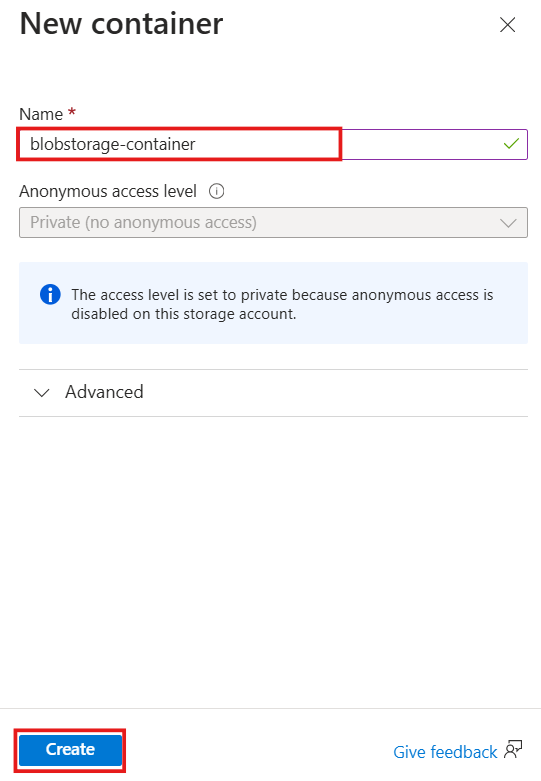 New container
Name *
blobstorage-container
Anonymous access level
Private (no anonymous access)
The access level is set to private because anonymous access is
disabled on this storage account.
Advanced
Create
Give feedback